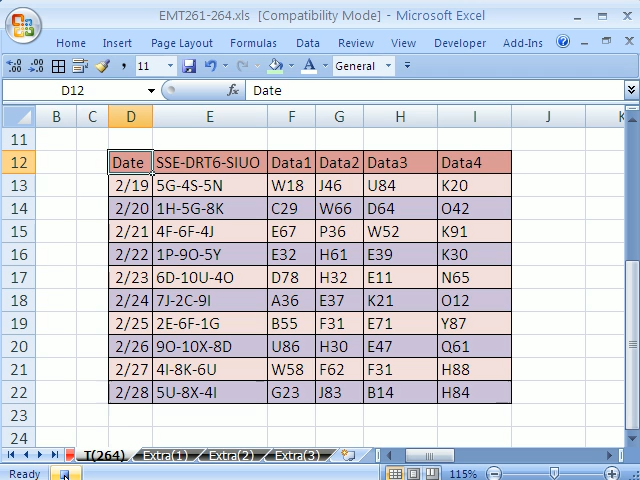 EMT261-264.xls [Compatibility Mode] - Microsoft Excel
Home Insert Page Layout Formulas Data Review View Developer Add-Ins
11 General
D12 fx Date
B C D E F G H I J K
11
12 Date SSE-DRT6-SIUO Data1 Data2 Data3 Data4
13 2/19 5G-4S-5N W18 J46 U84 K20
14 2/20 1H-5G-8K C29 W66 D64 O42
15 2/21 4F-6F-4J E67 P36 W52 K91
16 2/22 1P-9O-5Y E32 H61 E39 K30
17 2/23 6D-10U-4O D78 H32 E11 N65
18 2/24 7J-2C-9I A36 E37 K21 O12
19 2/25 2E-6F-1G B55 F31 E71 Y87
20 2/26 9O-10X-8D U86 H30 E47 Q61
21 2/27 4I-8K-6U W58 F62 F31 H88
22 2/28 5U-8X-4I G23 J83 B14 H84
23
24
T(264) Extra(1) Extra(2) Extra(3)
Ready 115%